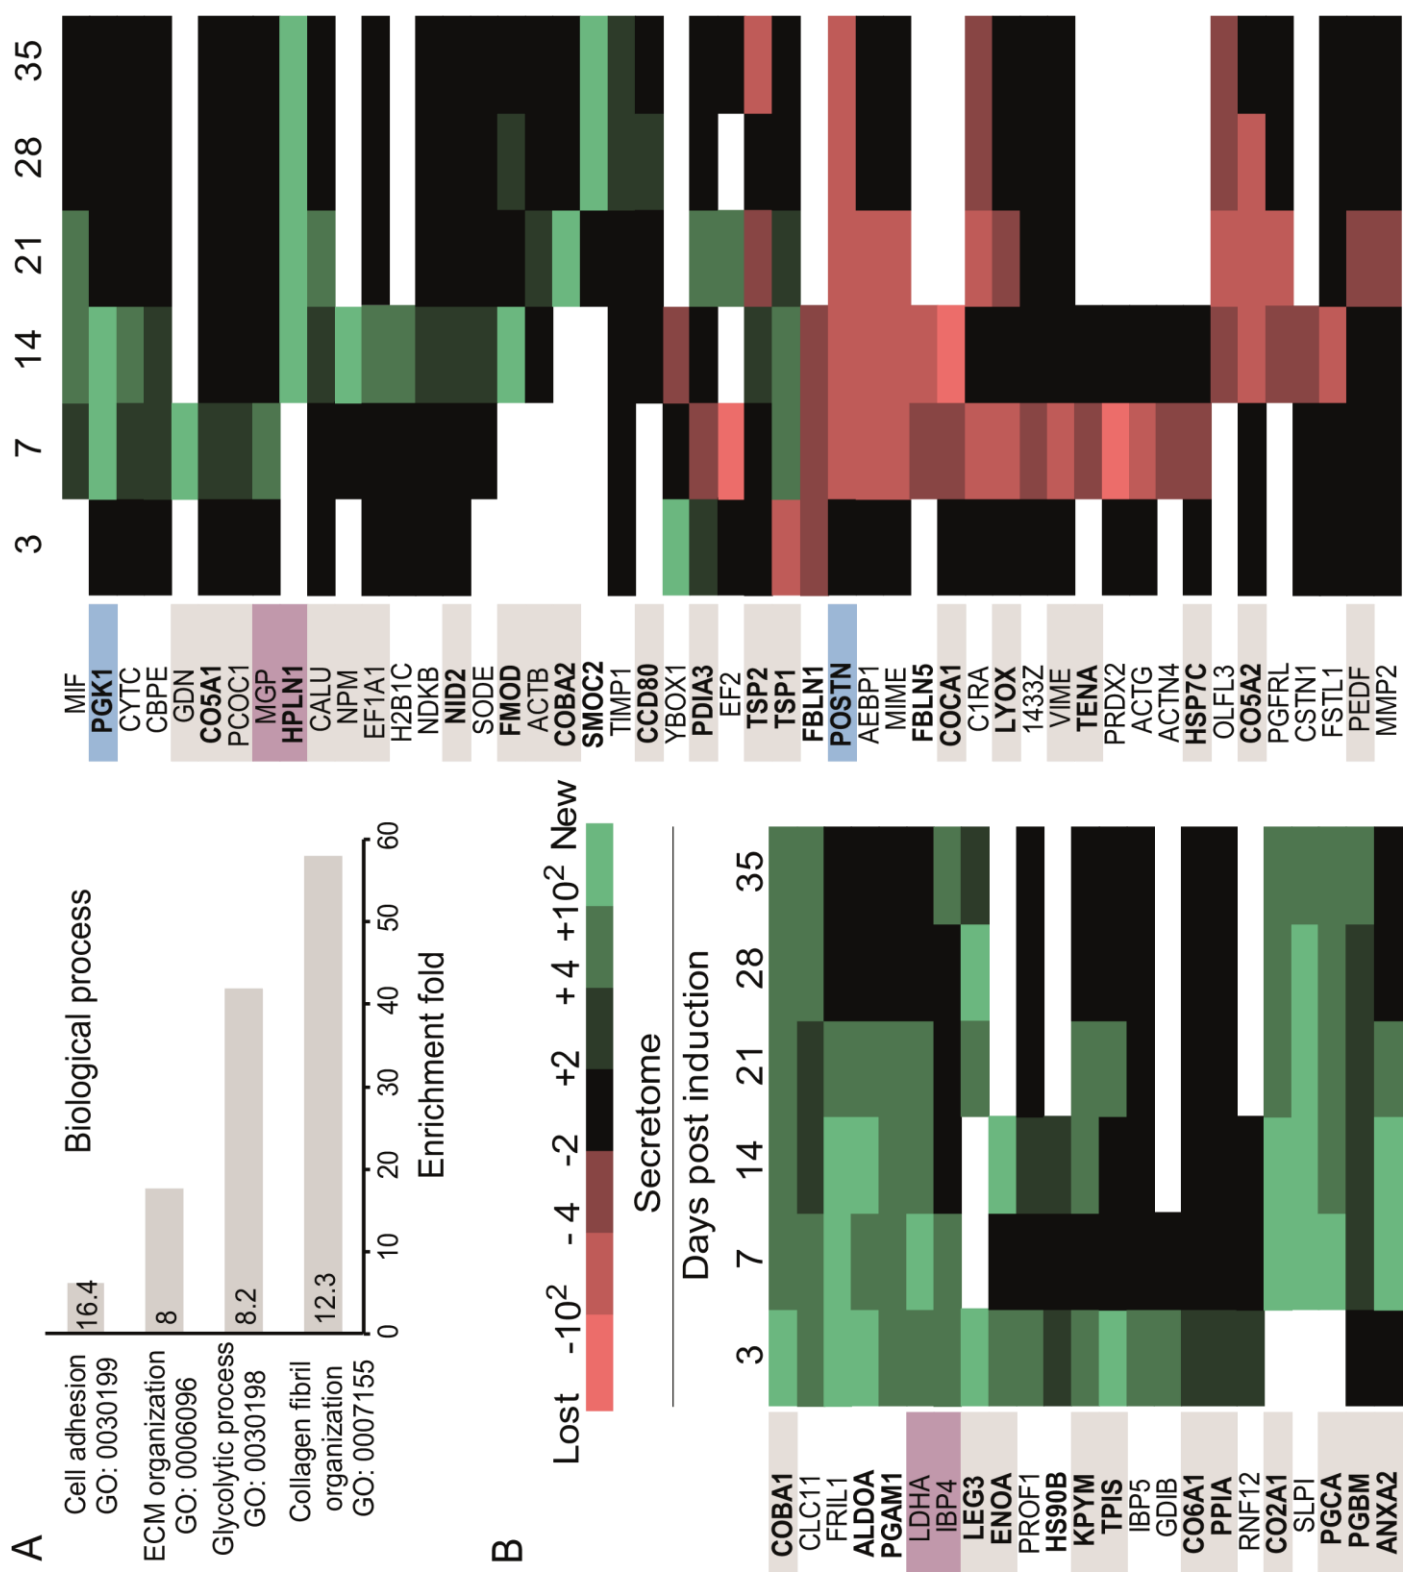 A
Cell adhesion
GO: 0030199
ECM organization
GO: 0006096
Glycolytic process
GO: 0030198
Collagen fibril
organization
GO: 0007155
16.4
8
8.2
12.3
Biological process
0 10 20 30 40 50 60
Enrichment fold
B
Lost -10² - 4 -2 +2 + 4 +10² New
Secretome
Days post induction
3 7 14 21 28 35
COBA1
CLC11
FRIL1
ALDOA
PGAM1
LDHA
IBP4
LEG3
ENOA
PROF1
HS90B
KPYM
TPIS
IBP5
GDIB
CO6A1
PPIA
RNF12
CO2A1
SLPI
PGCA
PGBM
ANXA2
3 7 14 21 28 35
MIF
PGK1
CYTC
CBPE
GDN
CO5A1
PCOC1
MGP
HPLN1
CALU
NPM
EF1A1
H2B1C
NDKB
NID2
SODE
FMOD
ACTB
COBA2
SMOC2
TIMP1
CCD80
YBOX1
PDIA3
EF2
TSP2
TSP1
FBLN1
POSTN
AEBP1
MIME
FBLN5
COCA1
C1RA
LYOX
1433Z
VIME
TENA
PRDX2
ACTG
ACTN4
HSP7C
OLFL3
CO5A2
PGFRL
CSTN1
FSTL1
PEDF
MMP2